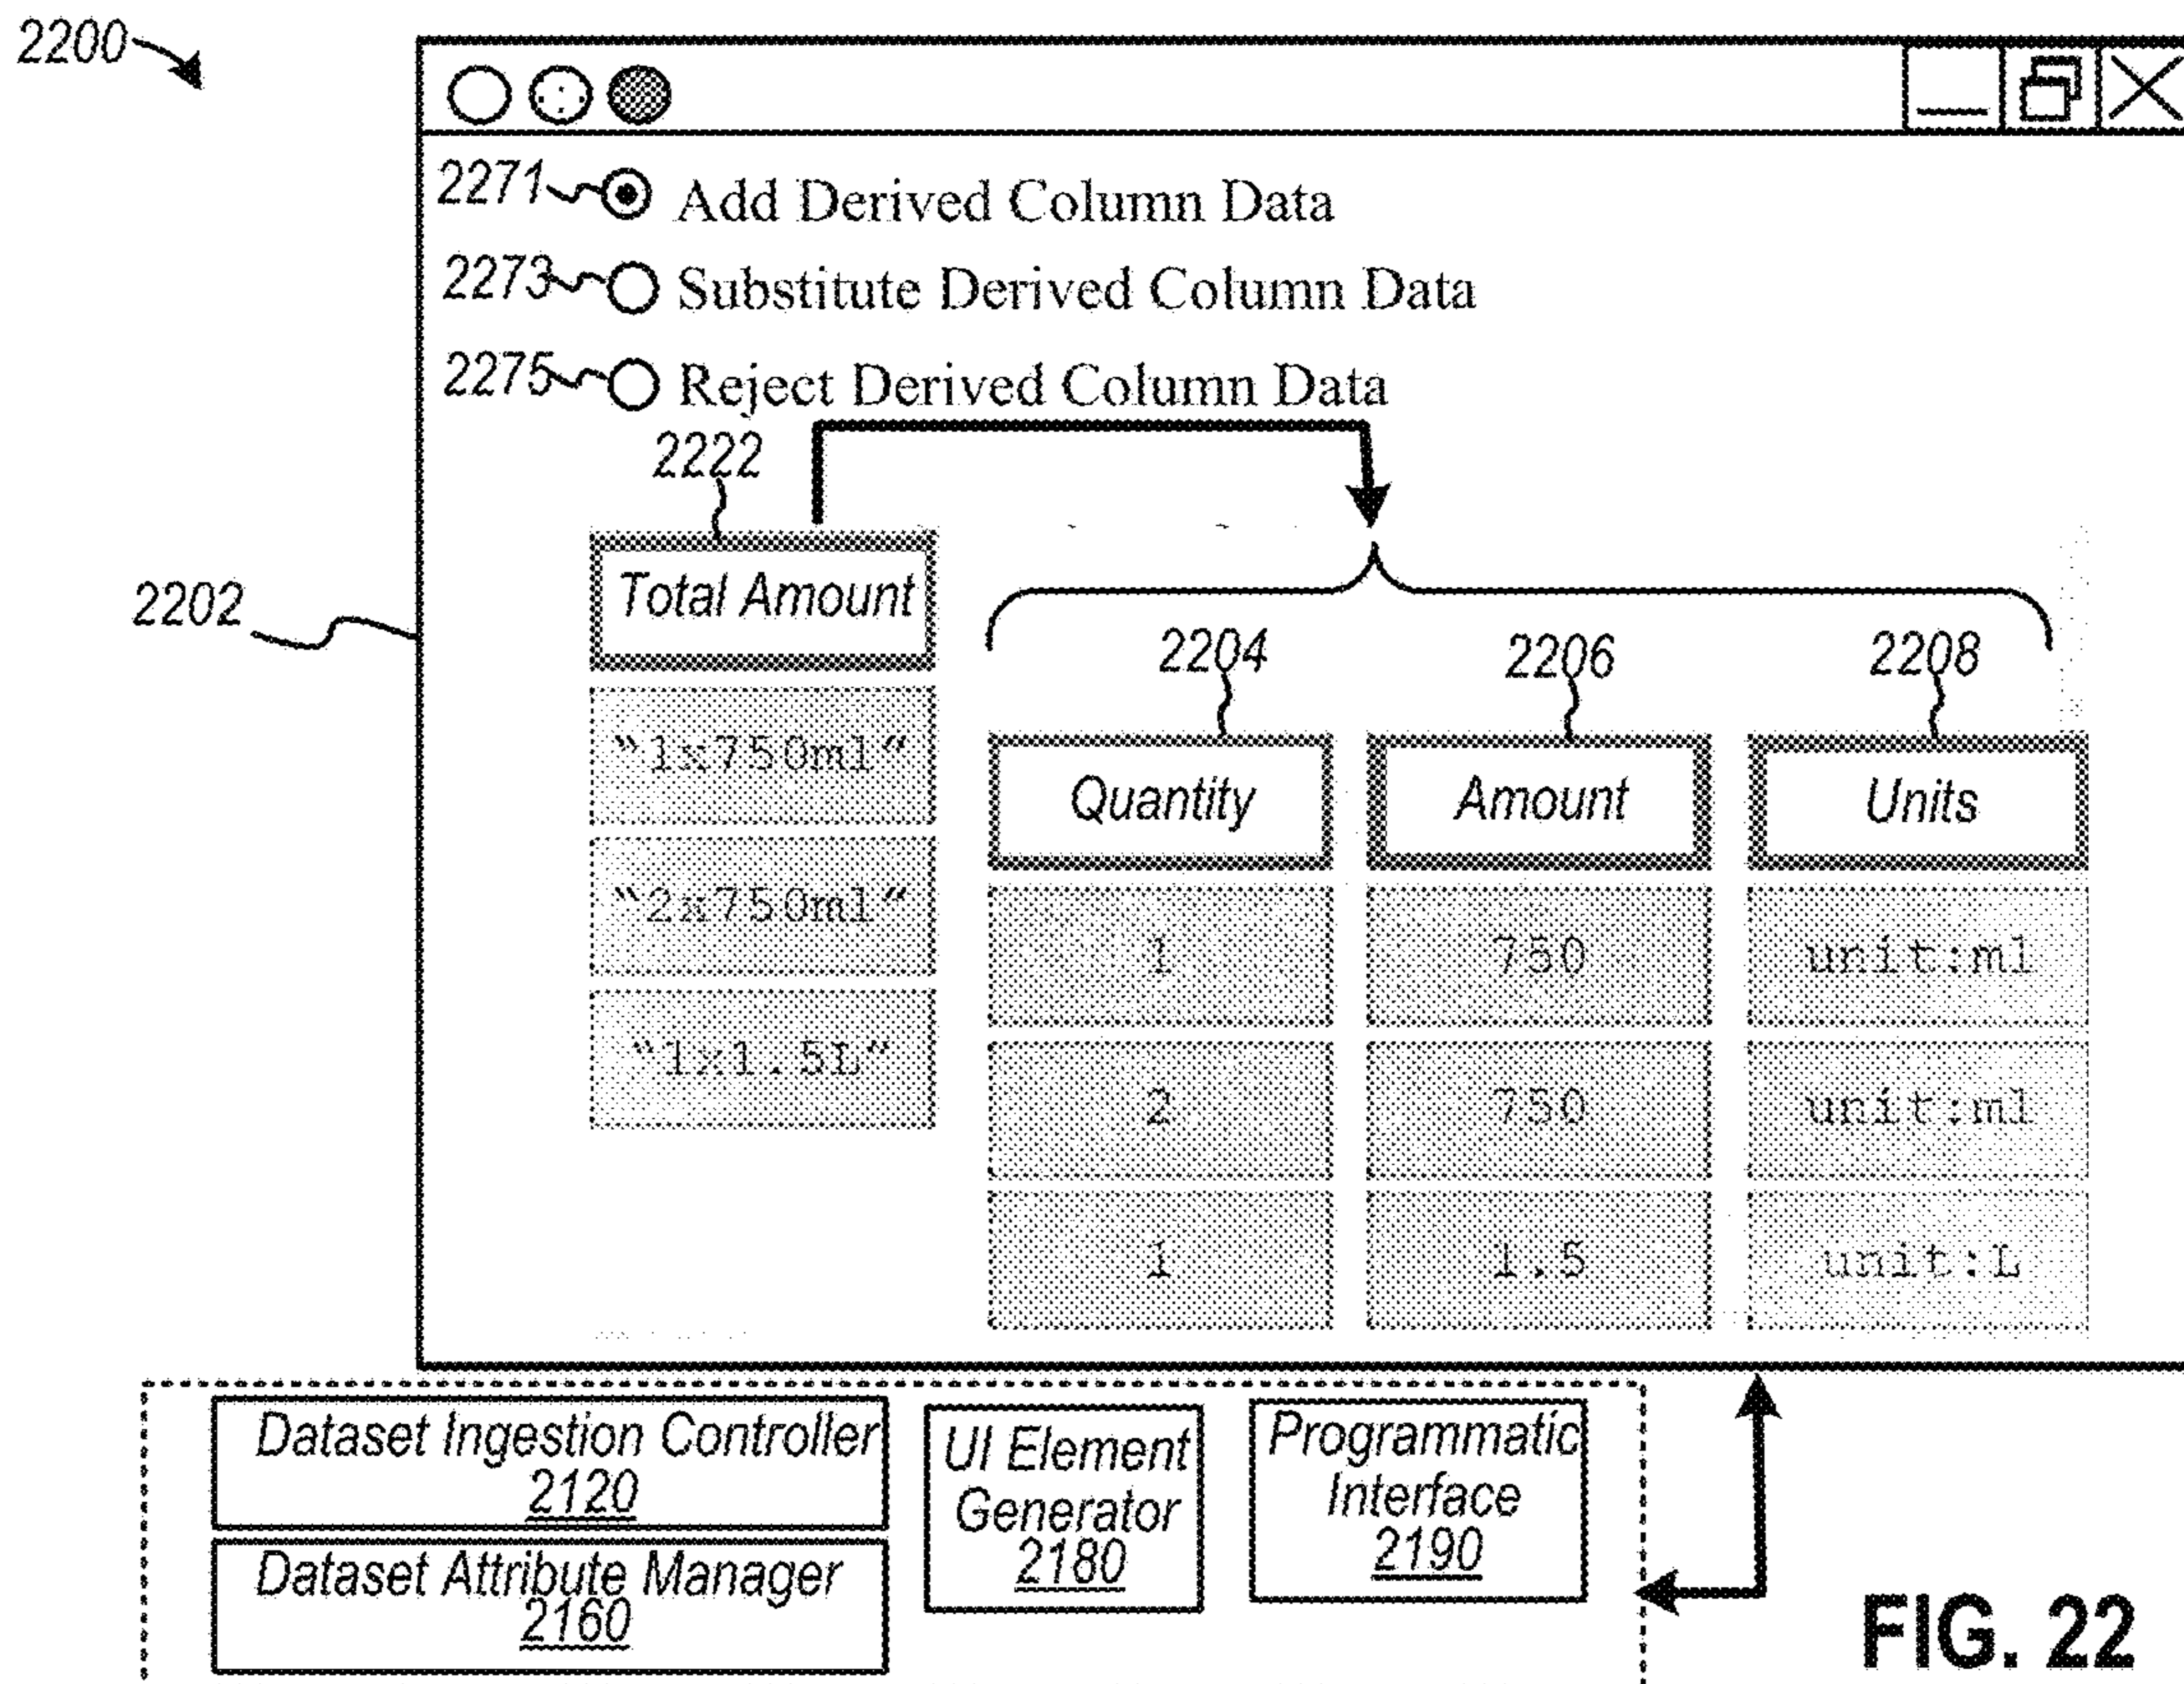 2200
2271 Add Derived Column Data
2273 Substitute Derived Column Data
2275 Reject Derived Column Data
2222
Total Amount
2202
2204 2206 2208
"1x750ml"
Quantity Amount Units
"2x750ml"
1 750 unit:ml
"1x1.5L"
2 750 unit:ml
1 1.5 unit:L
Dataset Ingestion Controller
2120
UI Element
Generator
2180
Programmatic
Interface
2190
Dataset Attribute Manager
2160
FIG. 22